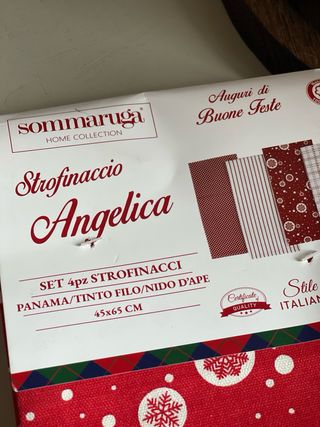 sommaruga
HOME COLLECTION
Auguri di
Buone Feste
Strofinaccio
Angelica
SET 4pz STROFINACCI
PANAMA/TINTO FILO/NIDO D'APE
45x65 CM
Certificate
QUALITY
Stile
ITALIAN